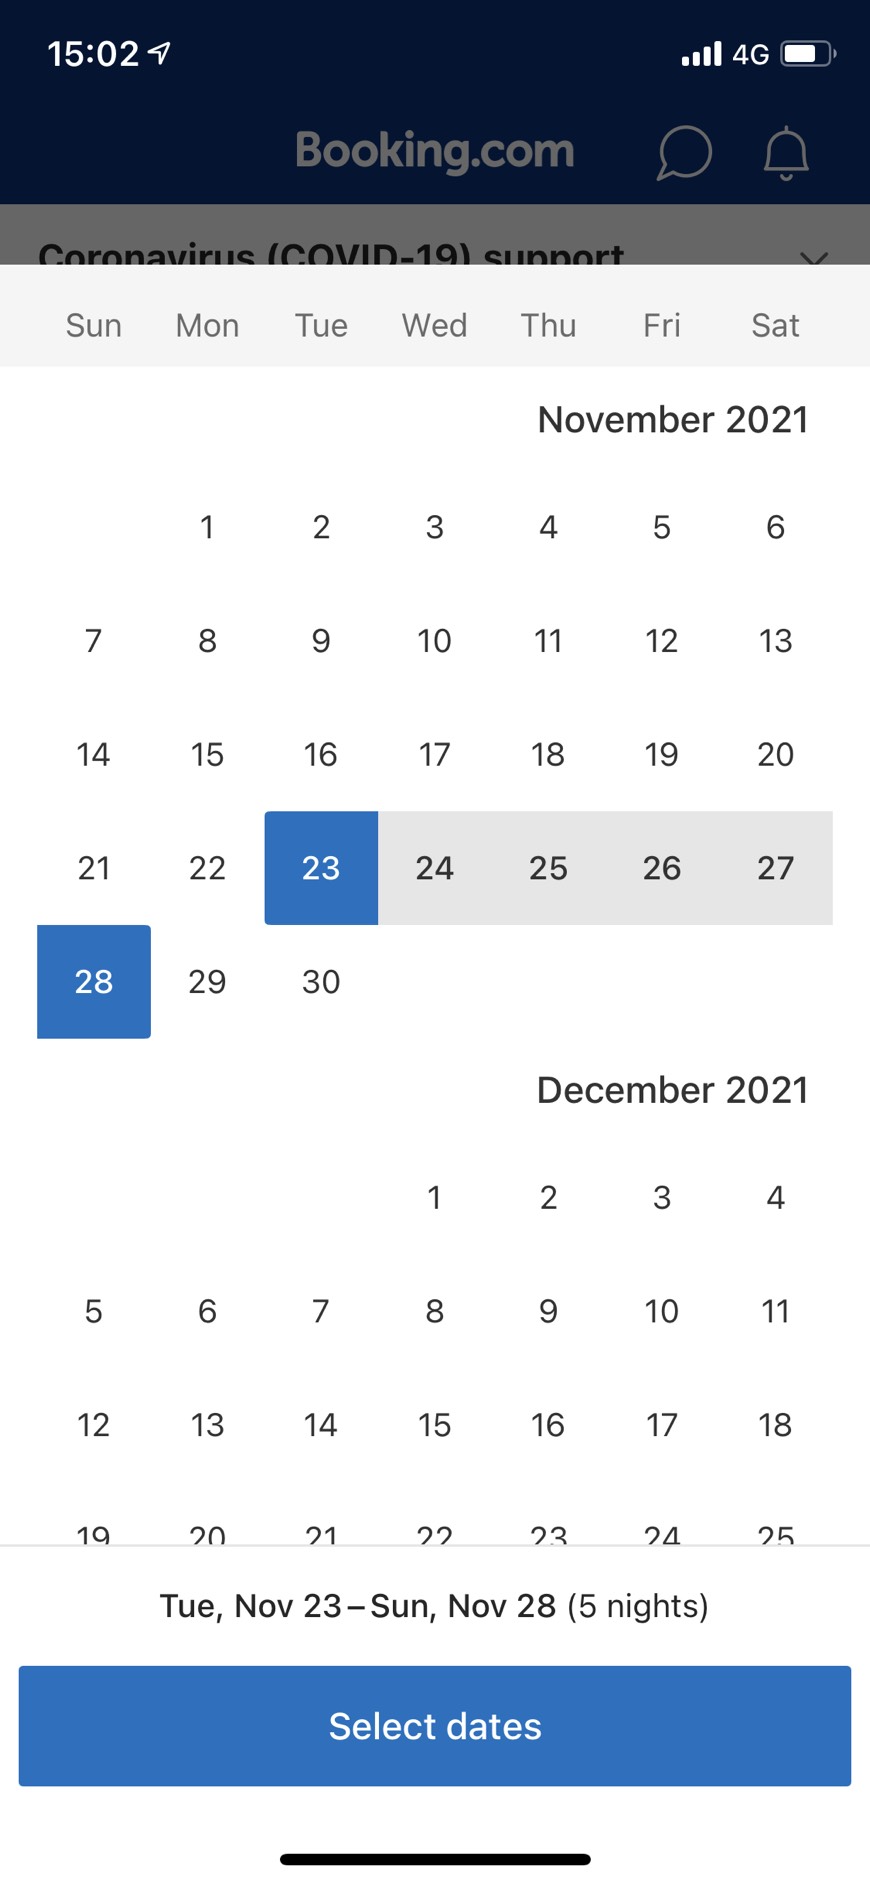 15:02 4G
Booking.com
Coronavirus (COVID-19) support
Sun Mon Tue Wed Thu Fri Sat
November 2021
1 2 3 4 5 6
7 8 9 10 11 12 13
14 15 16 17 18 19 20
21 22 23 24 25 26 27
28 29 30
December 2021
1 2 3 4
5 6 7 8 9 10 11
12 13 14 15 16 17 18
19 20 21 22 23 24 25
Tue, Nov 23 – Sun, Nov 28 (5 nights)
Select dates